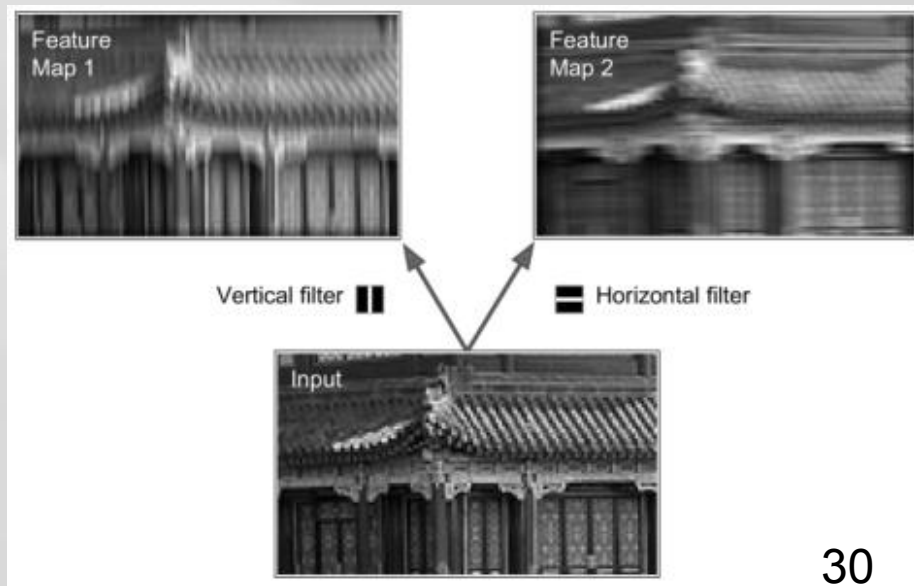 Feature
Map 1
Feature
Map 2
Vertical filter
Horizontal filter
Input
30